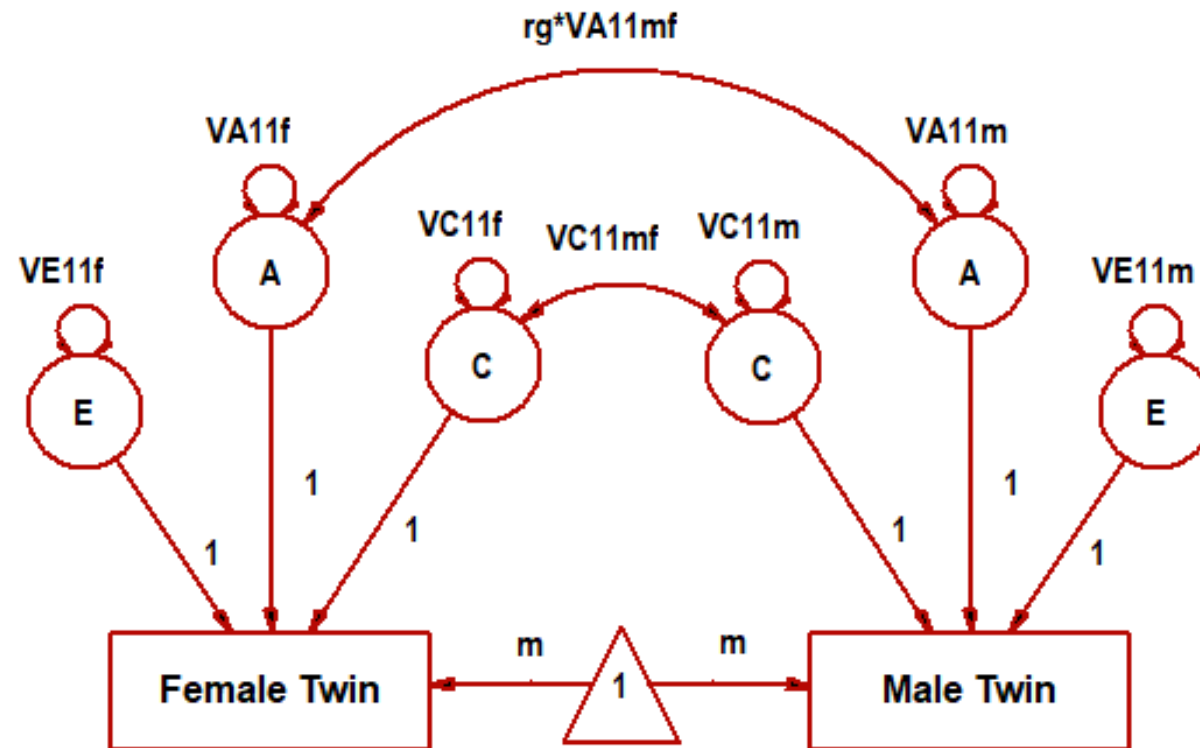 rg*VA11mf
VA11f
VA11m
VC11f
VC11mf
VC11m
VE11f
VE11m
A
A
C
C
E
E
1
1
1
1
1
1
m
m
1
Female Twin
Male Twin